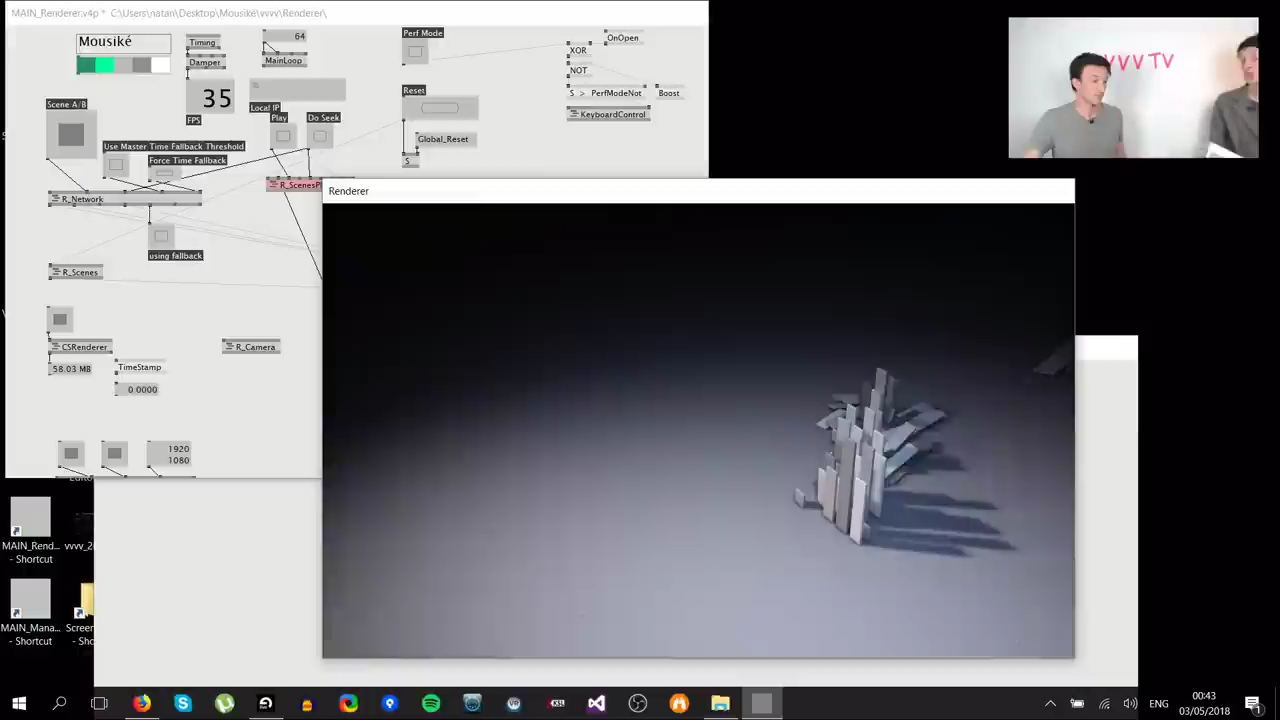 MAIN_Renderer.v4p * C:\Users\natan\Desktop\Mousiké\vvvv\Renderer\
Mousiké
Timing
Damper
35
FPS
64
MainLoop
Local IP
Perf Mode
XOR
OnOpen
NOT
S > PerfModeNot
Boost
KeyboardControl
Reset
Global_Reset
S
Play
Do Seek
Scene A/B
Use Master Time Fallback Threshold
Force Time Fallback
R_Network
using fallback
R_Scenes
CSRenderer
58.03 MB
TimeStamp
0.0000
R_Camera
1920
1080
Renderer
VVV TV
MAIN_Rend...
- Shortcut
MAIN_Mana...
- Shortcut
ENG
00:43
03/05/2018